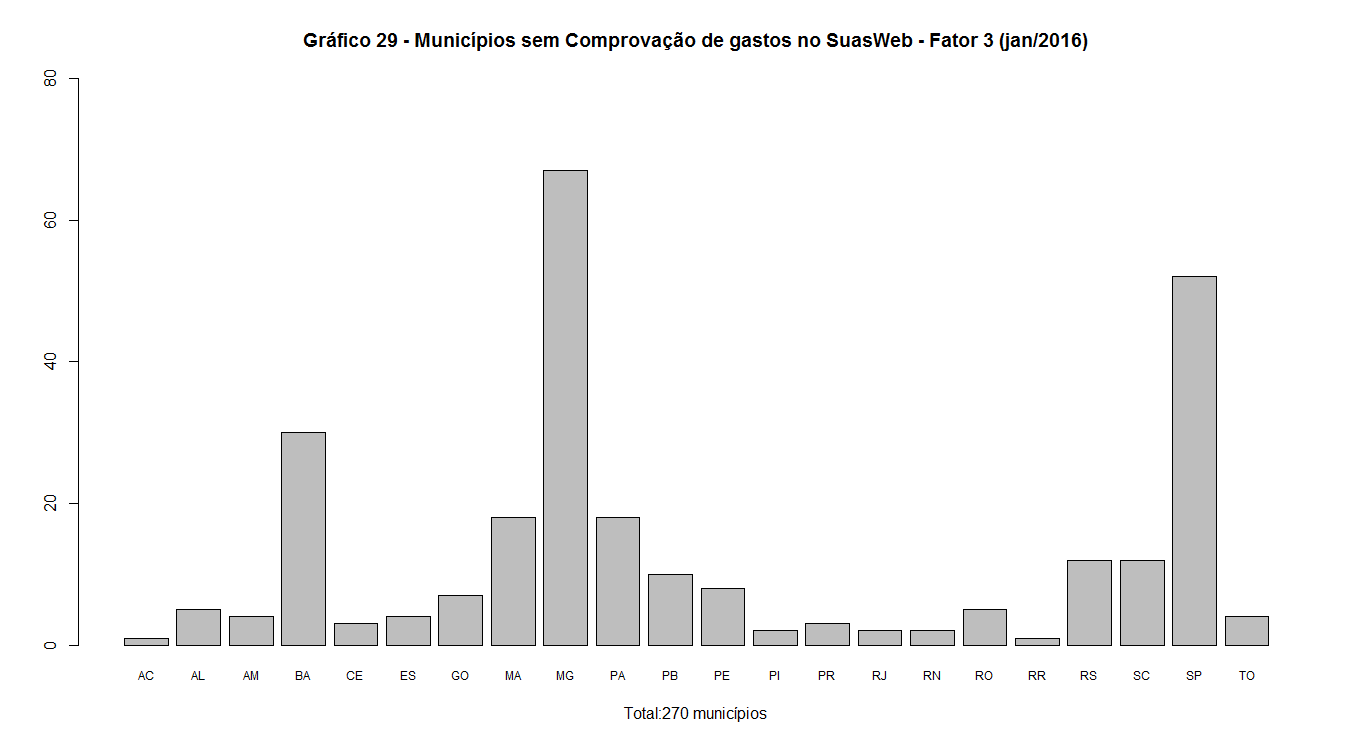 Gráfico 29 - Municípios sem Comprovação de gastos no SuasWeb - Fator 3 (jan/2016)
80
60
40
20
0
AC AL AM BA CE ES GO MA MG PA PB PE PI PR RJ RN RO RR RS SC SP TO
Total:270 municípios